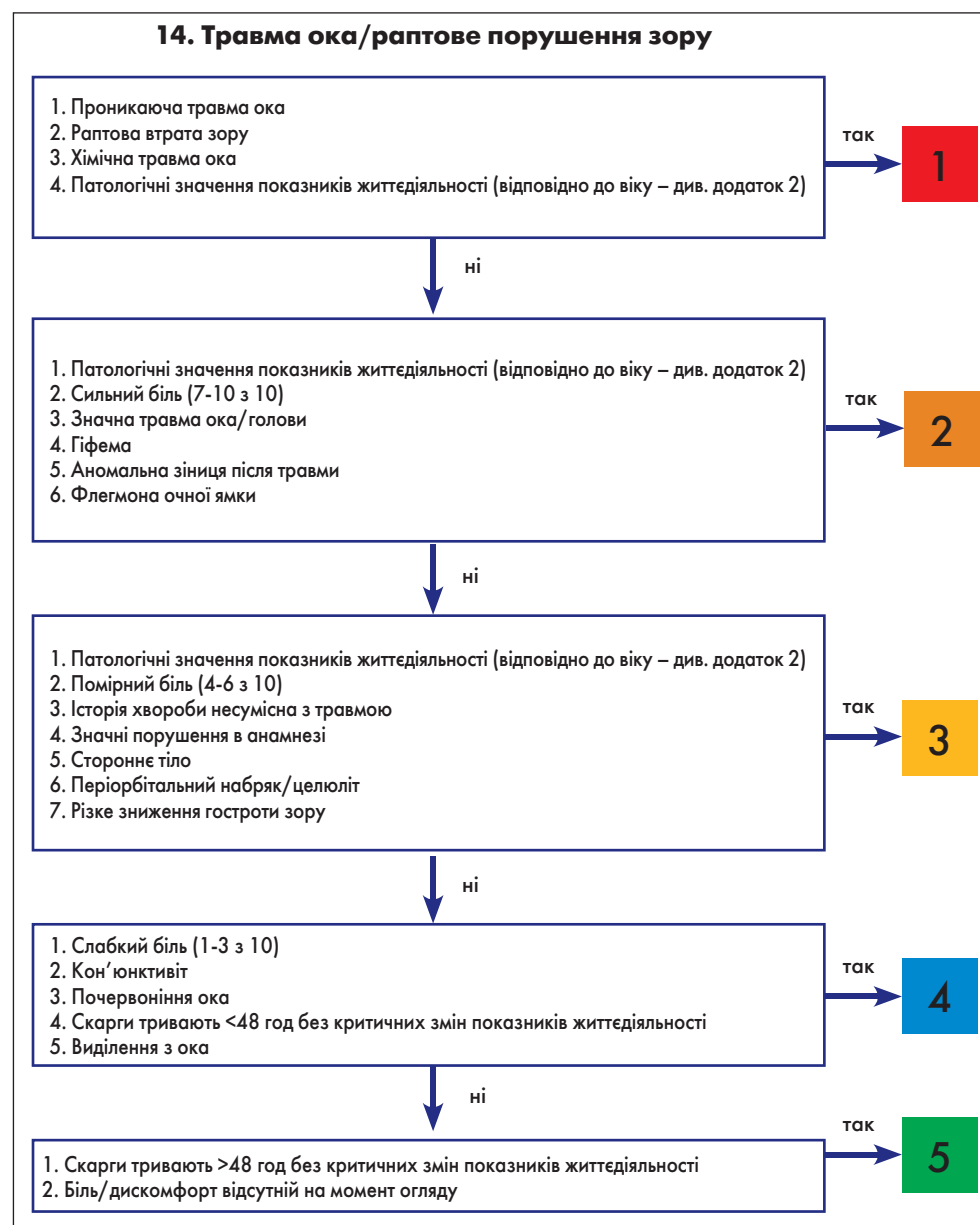 14. Травма ока/раптове порушення зору
1. Проникаюча травма ока
2. Раптова втрата зору
3. Хімічна травма ока
4. Патологічні значення показників життєдіяльності (відповідно до віку – див. додаток 2)
так
1
ні
1. Патологічні значення показників життєдіяльності (відповідно до віку – див. додаток 2)
2. Сильний біль (7-10 з 10)
3. Значна травма ока/голови
4. Гіфема
5. Аномальна зіниця після травми
6. Флегмона очної ямки
так
2
ні
1. Патологічні значення показників життєдіяльності (відповідно до віку – див. додаток 2)
2. Помірний біль (4-6 з 10)
3. Історія хвороби несумісна з травмою
4. Значні порушення в анамнезі
5. Стороннє тіло
6. Періорбітальний набряк/целюліт
7. Різке зниження гостроти зору
так
3
ні
1. Слабкий біль (1-3 з 10)
2. Кон’юнктивіт
3. Почервоніння ока
4. Скарги тривають <48 год без критичних змін показників життєдіяльності
5. Виділення з ока
так
4
ні
1. Скарги тривають >48 год без критичних змін показників життєдіяльності
2. Біль/дискомфорт відсутній на момент огляду
так
5